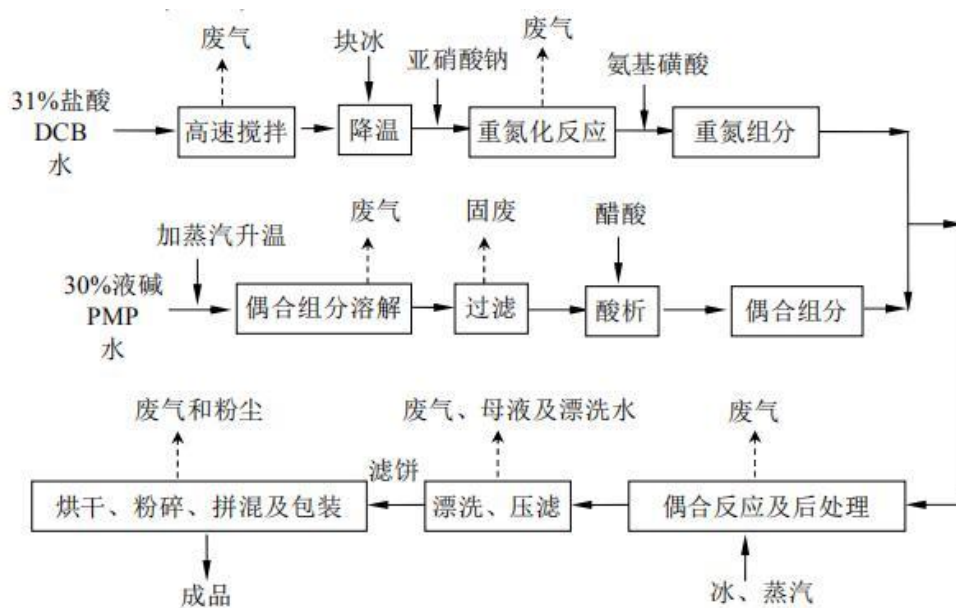 废气
块冰
亚硝酸钠
废气
氨基磺酸
31%盐酸
DCB
水
高速搅拌
降温
重氮化反应
重氮组分
加蒸汽升温
废气
固废
醋酸
30%液碱
PMP
水
偶合组分溶解
过滤
酸析
偶合组分
废气和粉尘
废气、母液及漂洗水
废气
烘干、粉碎、拼混及包装
滤饼
漂洗、压滤
偶合反应及后处理
成品
冰、蒸汽